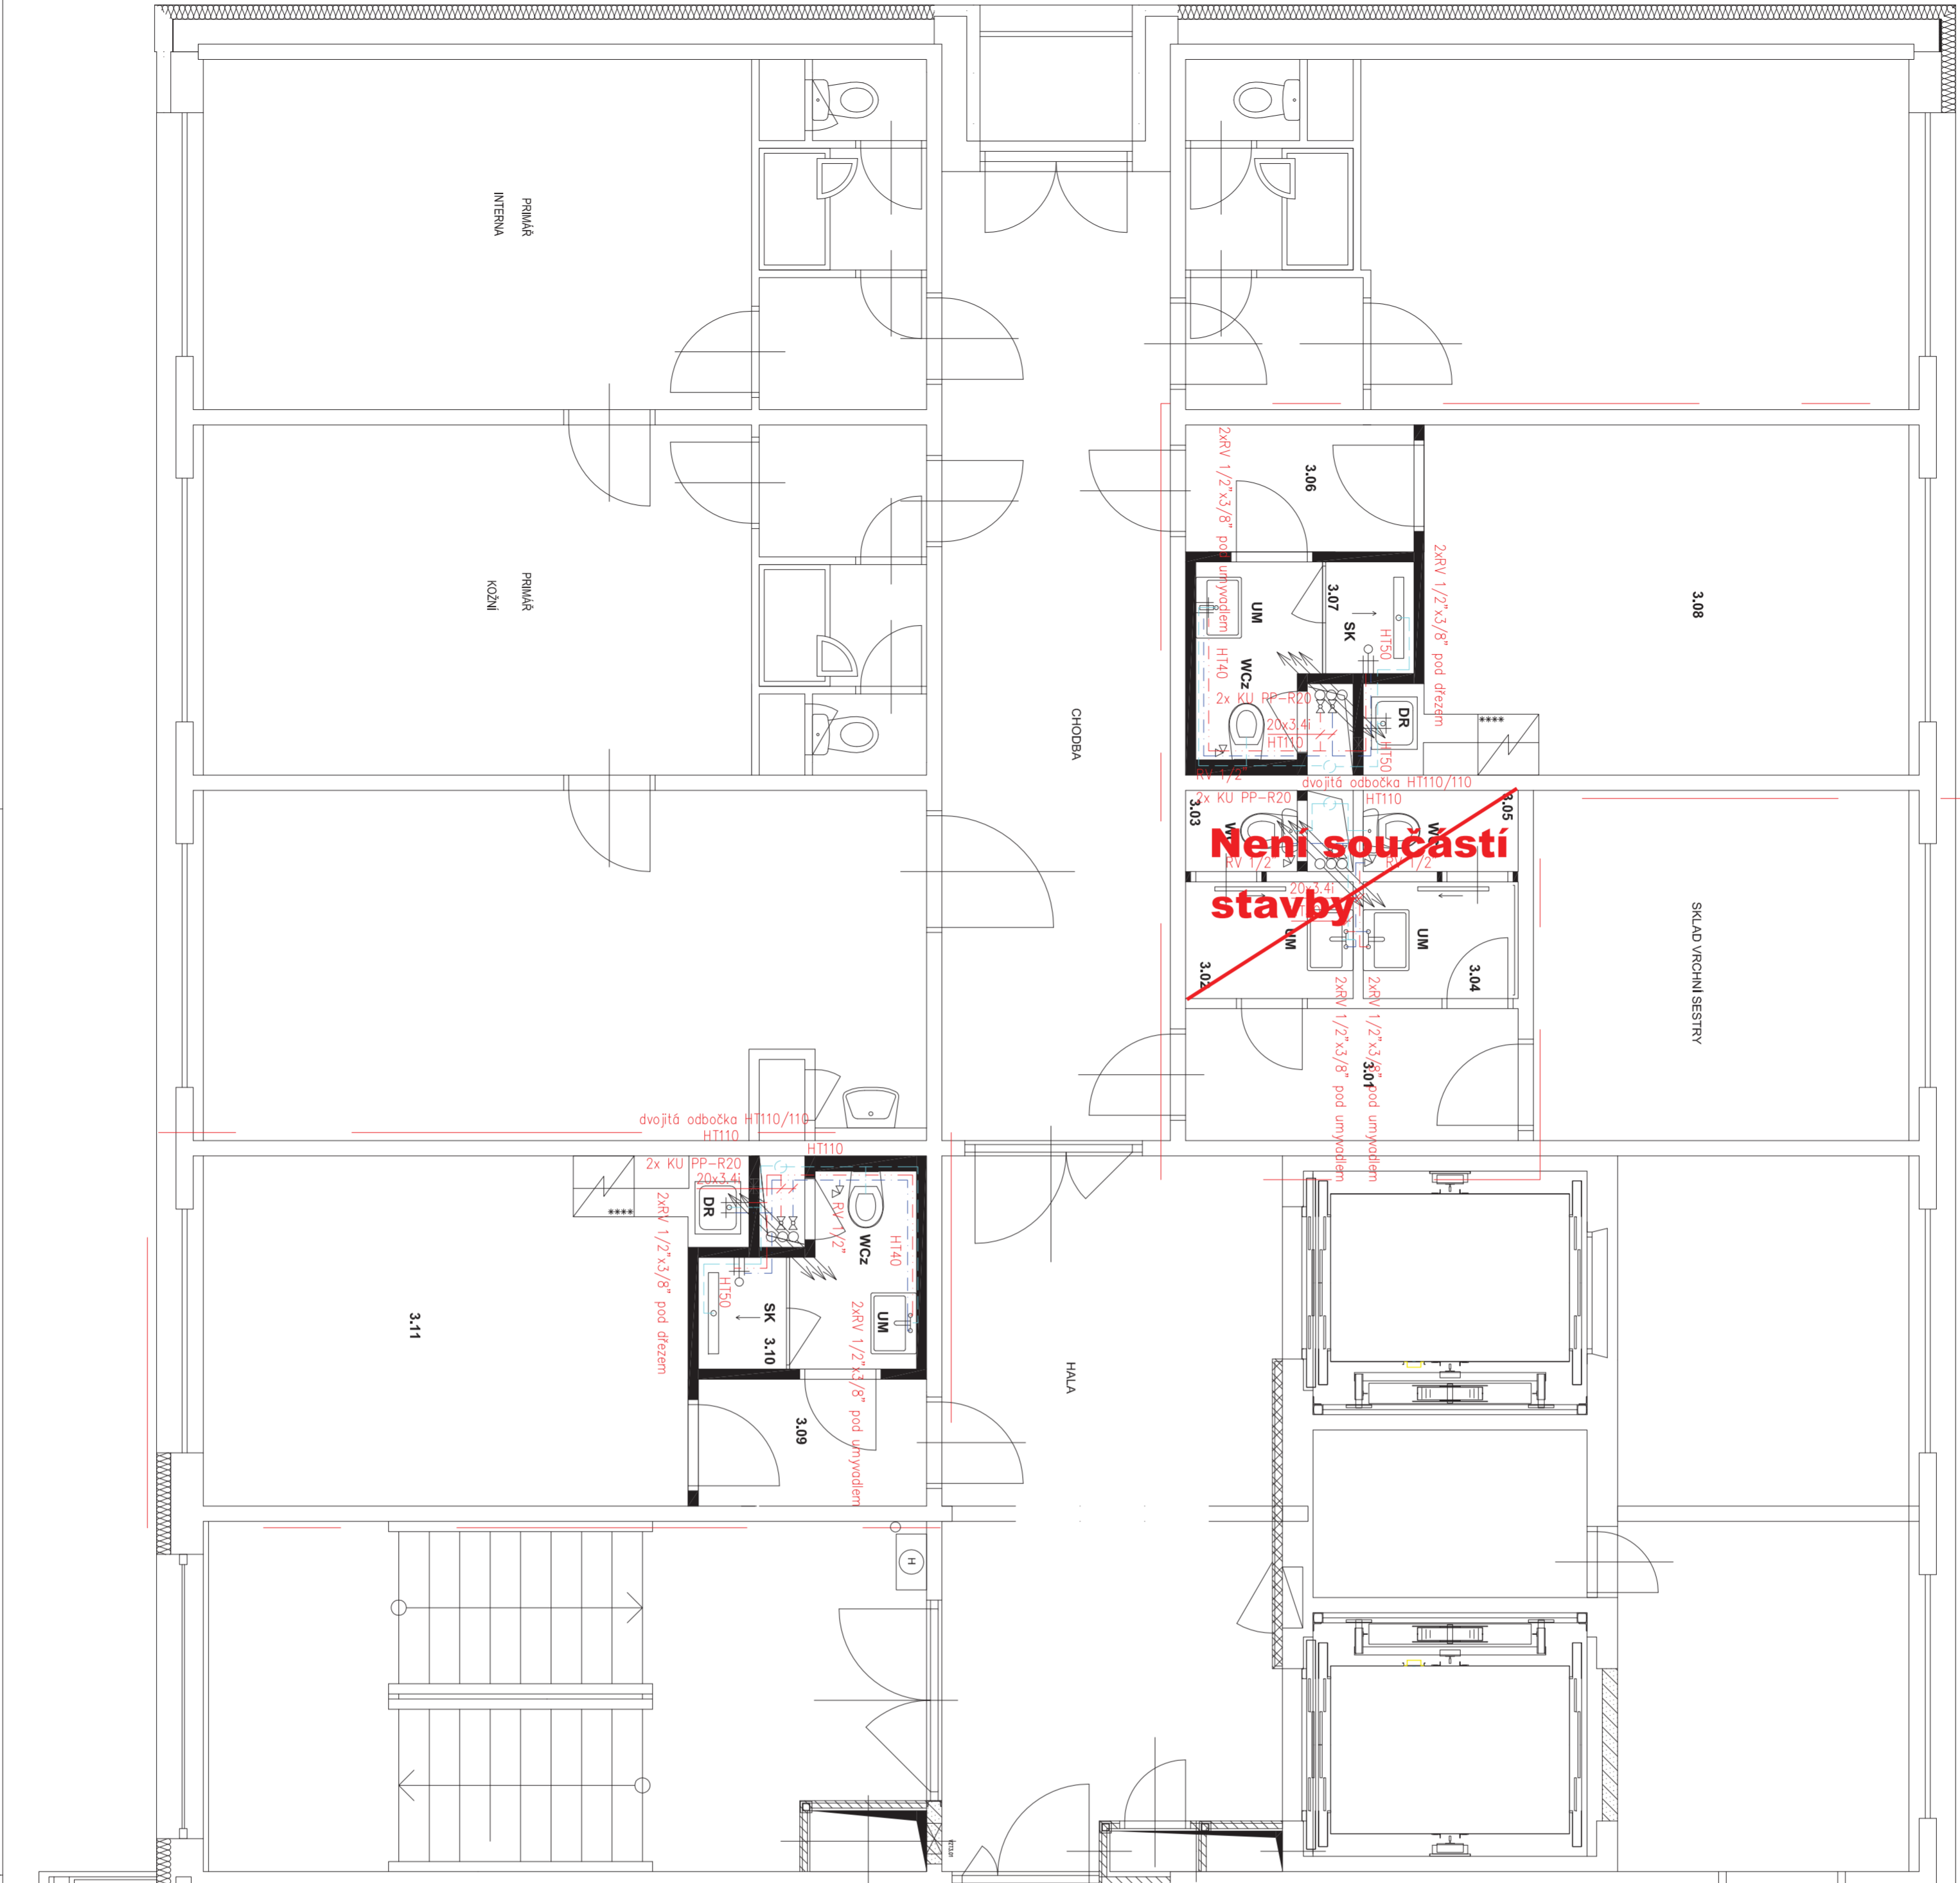 PRIMÁŘ
INTERNA
PRIMÁŘ
KOŽNÍ
CHODBA
3.06
2xRV 1/2"x3/8" pod umyvadlem
2xRV 1/2"x3/8" pod dřezem
3.08
3.07
UM
SK
HT50
HT40
WCz
2x KU PP-R20
20x3.4i
HT110
DR
****
HT50
RV 1/2"
dvojitá odbočka HT110/110
2x KU PP-R20
HT110
3.03
3.05
Není součástí
stavby
RV 1/2
RV 1/2
20x3.4i
UM
UM
3.02
3.04
SKLAD VRCHNÍ SESTRY
2xRV 1/2"x3/8" pod umyvadlem
2xRV 1/2"x3/8" pod umyvadlem
3.01
dvojitá odbočka HT110/110
HT110
HT110
2x KU PP-R20
20x3.4i
DR
****
2xRV 1/2"x3/8" pod dřezem
RV 1/2"
WCz
HT40
HT50
SK
3.10
UM
2xRV 1/2"x3/8" pod umyvadlem
3.11
3.09
HALA
H